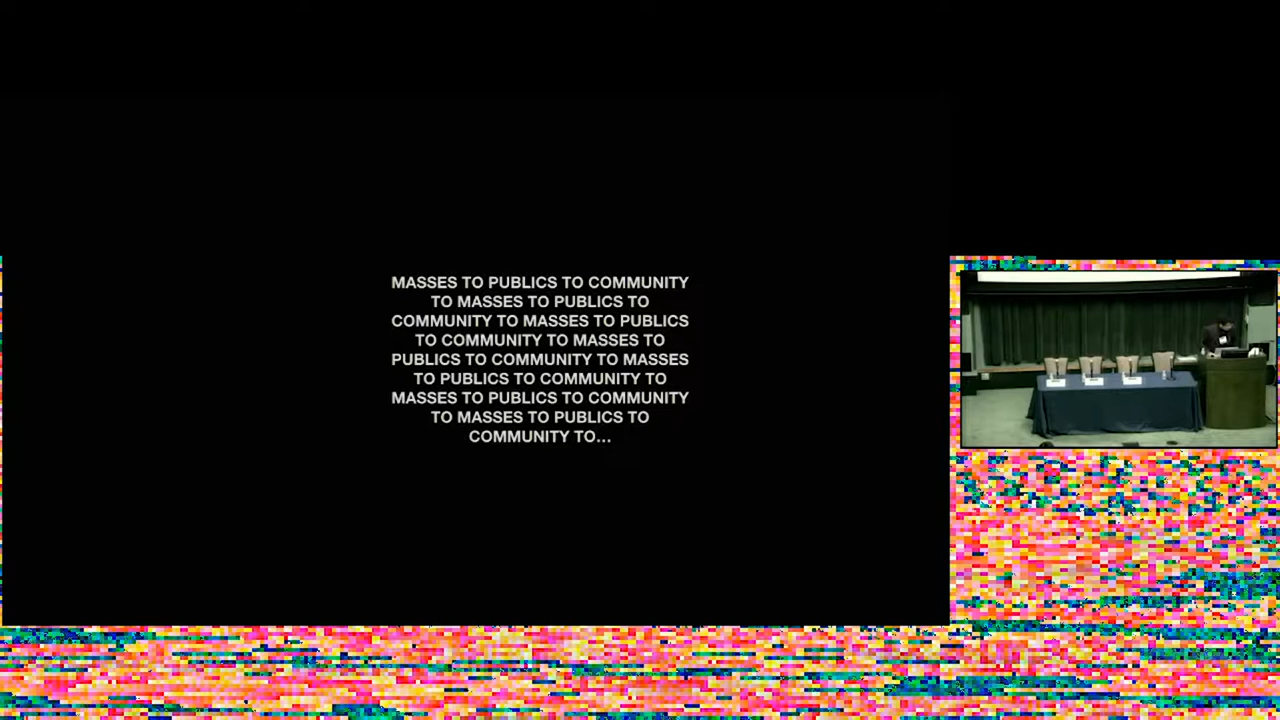 MASSES TO PUBLICS TO COMMUNITY
TO MASSES TO PUBLICS TO
COMMUNITY TO MASSES TO PUBLICS
TO COMMUNITY TO MASSES TO
PUBLICS TO COMMUNITY TO MASSES
TO PUBLICS TO COMMUNITY TO
MASSES TO PUBLICS TO COMMUNITY
TO MASSES TO PUBLICS TO
COMMUNITY TO...